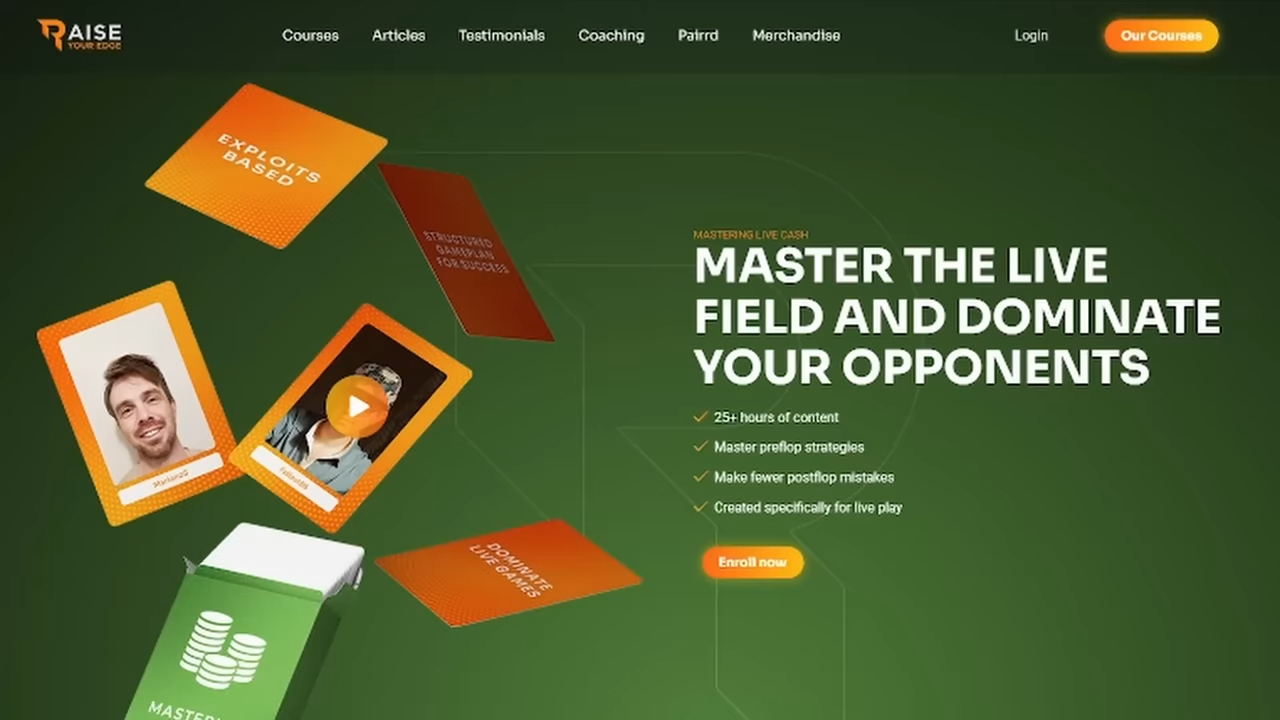 RAISE
YOUR EDGE
Courses
Articles
Testimonials
Coaching
Pairrd
Merchandise
Login
Our Courses
EXPLOITS
BASED
STRUCTURED
GAMEPLAN
FOR SUCCESS
MASTERING LIVE CASH
MASTER THE LIVE
FIELD AND DOMINATE
YOUR OPPONENTS
25+ hours of content
Master preflop strategies
Make fewer postflop mistakes
Created specifically for live play
Enroll now
DOMINATE
LIVE GAMES